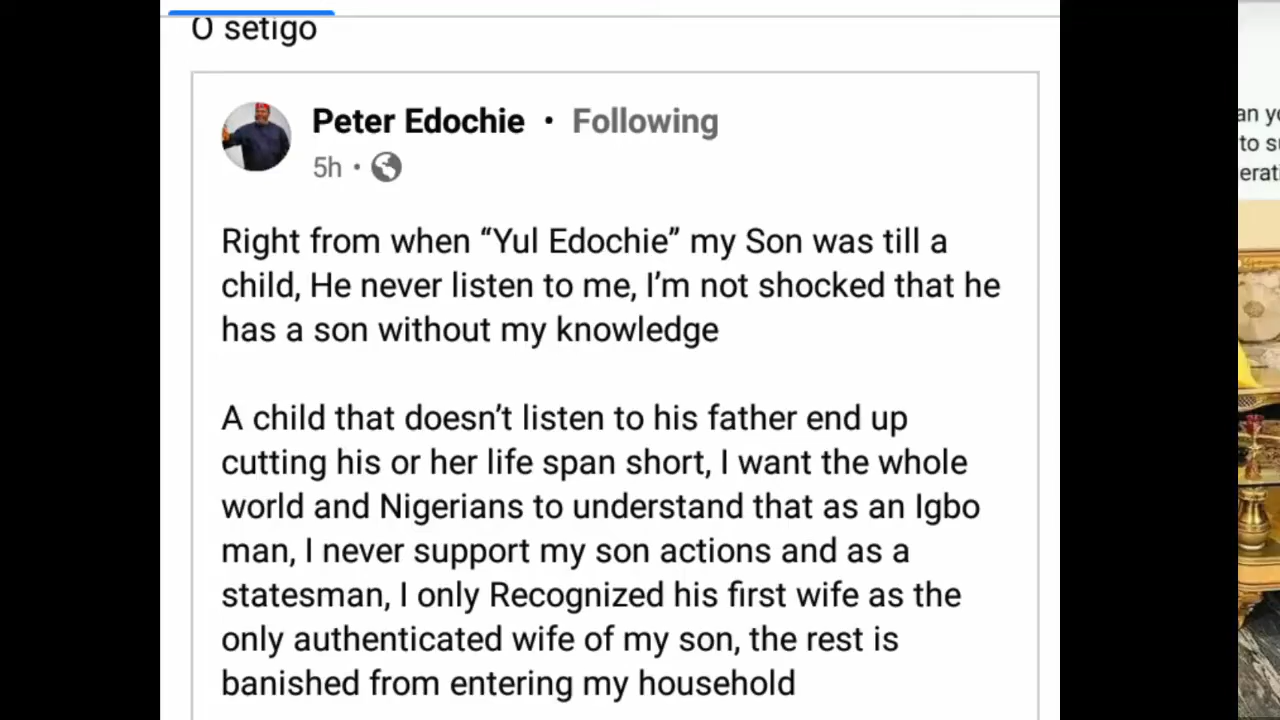 O setigo
Peter Edochie • Following
5h •
Right from when “Yul Edochie” my Son was till a
child, He never listen to me, I’m not shocked that he
has a son without my knowledge
A child that doesn’t listen to his father end up
cutting his or her life span short, I want the whole
world and Nigerians to understand that as an Igbo
man, I never support my son actions and as a
statesman, I only Recognized his first wife as the
only authenticated wife of my son, the rest is
banished from entering my household
to